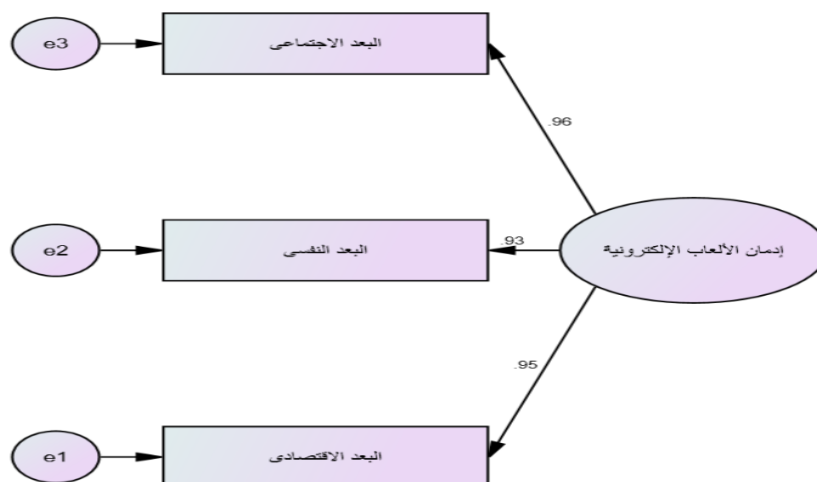 e3
البعد الاجتماعى
.96
e2
البعد النفسى
.93
إدمان الألعاب الإلكترونية
.95
e1
البعد الاقتصادى